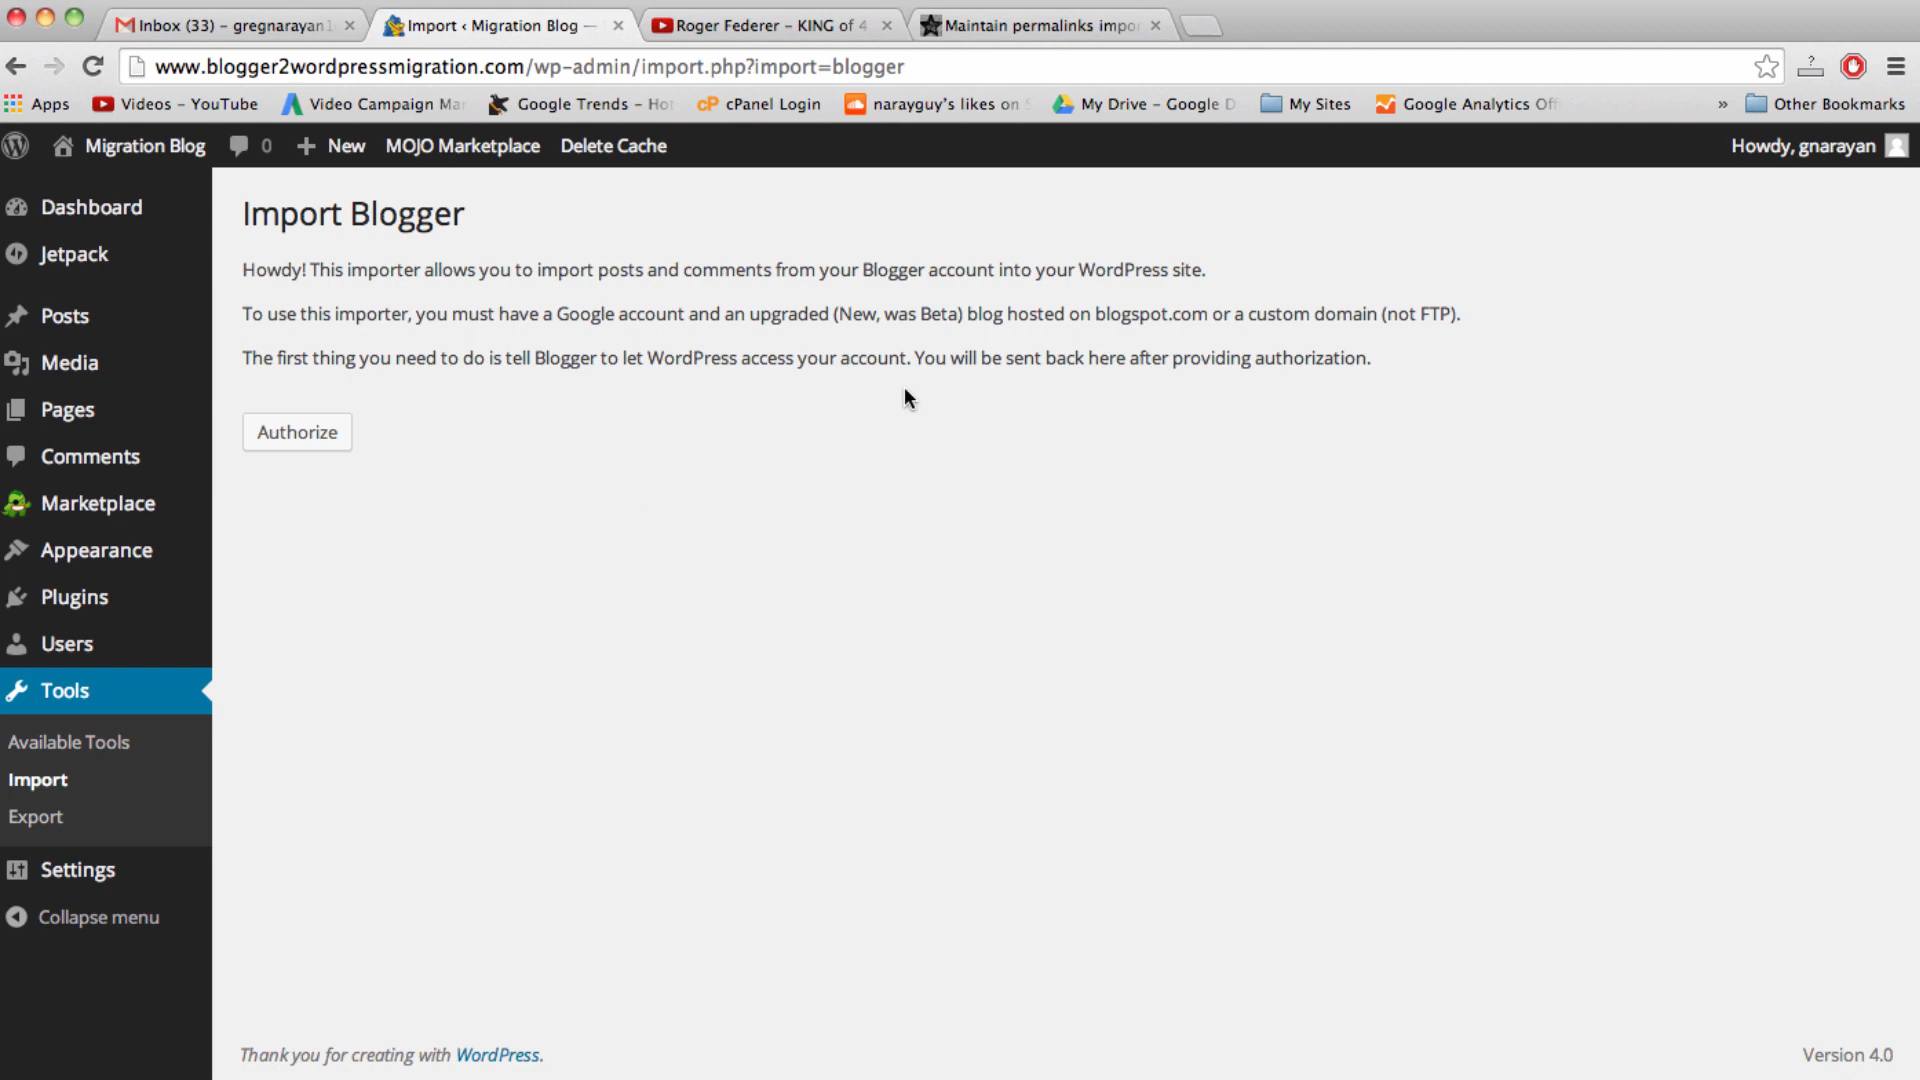 Inbox (33) – gregnarayan1
Import ‹ Migration Blog —
Roger Federer – KING of 4
Maintain permalinks impo
www.blogger2wordpressmigration.com/wp-admin/import.php?import=blogger
Apps
Videos – YouTube
Video Campaign Ma
Google Trends – Hot
cP cPanel Login
narayguy's likes on S
My Drive – Google D
My Sites
Google Analytics Offi
» Other Bookmarks
Migration Blog
0
+ New
MOJO Marketplace
Delete Cache
Howdy, gnarayan
Dashboard
Jetpack
Posts
Media
Pages
Comments
Marketplace
Appearance
Plugins
Users
Tools
Available Tools
Import
Export
Settings
Collapse menu
Import Blogger
Howdy! This importer allows you to import posts and comments from your Blogger account into your WordPress site.
To use this importer, you must have a Google account and an upgraded (New, was Beta) blog hosted on blogspot.com or a custom domain (not FTP).
The first thing you need to do is tell Blogger to let WordPress access your account. You will be sent back here after providing authorization.
Authorize
Thank you for creating with WordPress.
Version 4.0